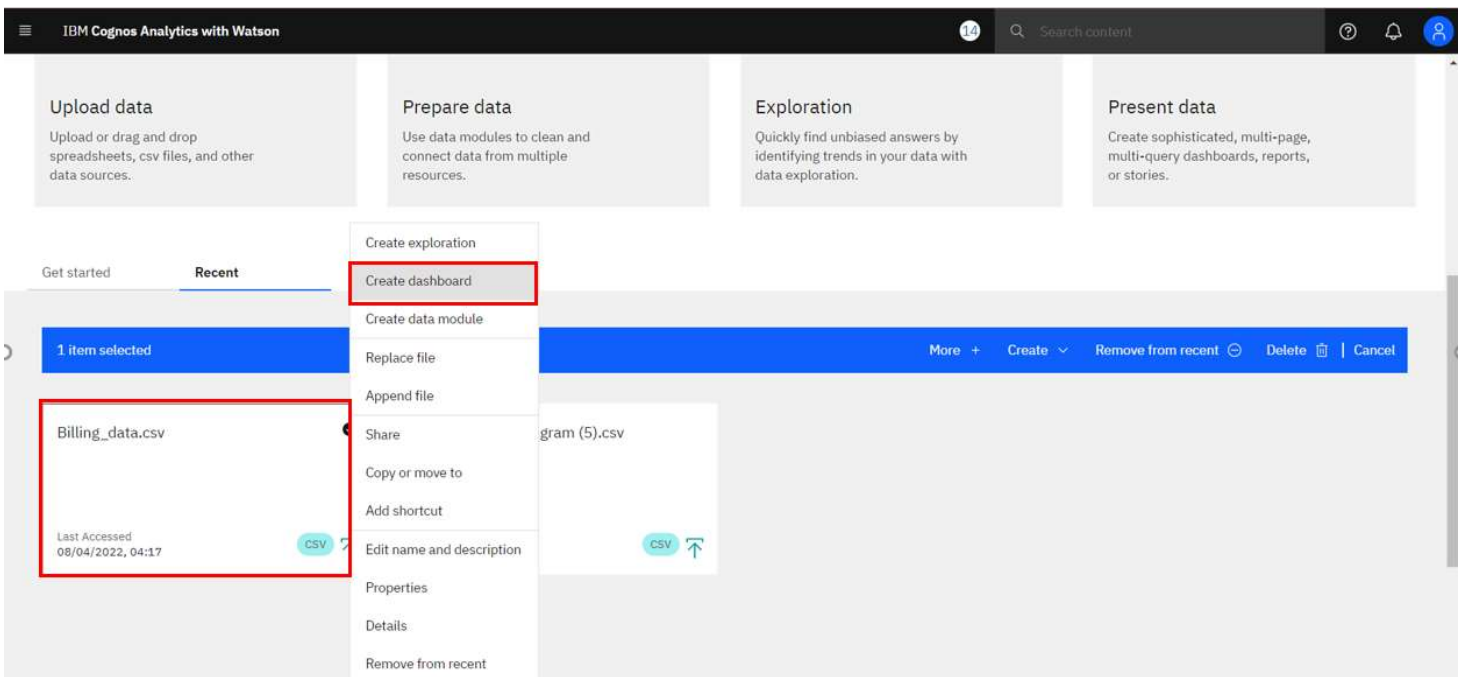 IBM Cognos Analytics with Watson
14
Search content
Upload data
Upload or drag and drop
spreadsheets, csv files, and other
data sources.
Prepare data
Use data modules to clean and
connect data from multiple
resources.
Exploration
Quickly find unbiased answers by
identifying trends in your data with
data exploration.
Present data
Create sophisticated, multi-page,
multi-query dashboards, reports,
or stories.
Get started
Recent
Create exploration
Create dashboard
Create data module
Replace file
Append file
Share
Copy or move to
Add shortcut
Edit name and description
Properties
Details
Remove from recent
1 item selected
More +
Create
Remove from recent
Delete
| Cancel
Billing_data.csv
Last Accessed
08/04/2022, 04:17
CSV
gram (5).csv
CSV